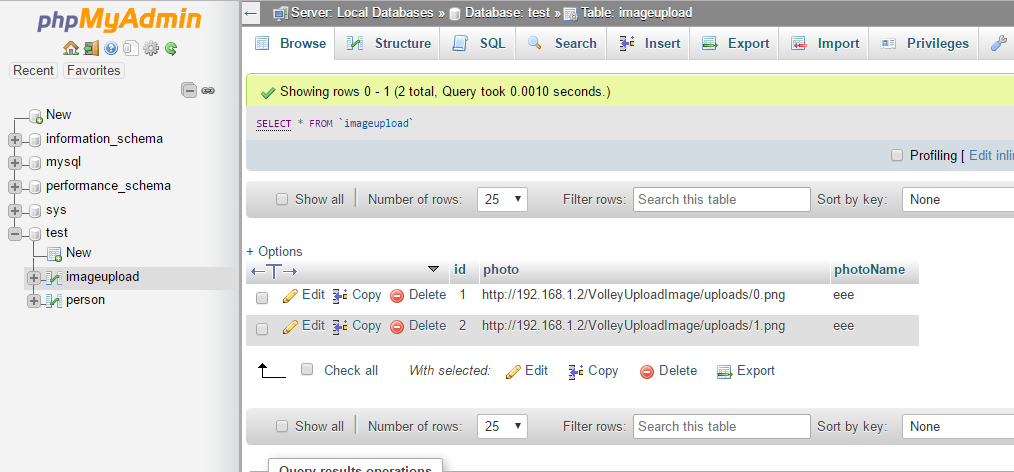 phpMyAdmin
Recent Favorites
New
information_schema
mysql
performance_schema
sys
test
New
imageupload
person
Server: Local Databases » Database: test » Table: imageupload
Browse Structure SQL Search Insert Export Import Privileges
Showing rows 0 - 1 (2 total, Query took 0.0010 seconds.)
SELECT * FROM `imageupload`
Profiling [ Edit inli
Show all Number of rows: 25 Filter rows: Search this table Sort by key: None
+ Options
←T→ id photo photoName
Edit Copy Delete 1 http://192.168.1.2/VolleyUploadImage/uploads/0.png eee
Edit Copy Delete 2 http://192.168.1.2/VolleyUploadImage/uploads/1.png eee
Check all With selected: Edit Copy Delete Export
Show all Number of rows: 25 Filter rows: Search this table Sort by key: None
Query results operations